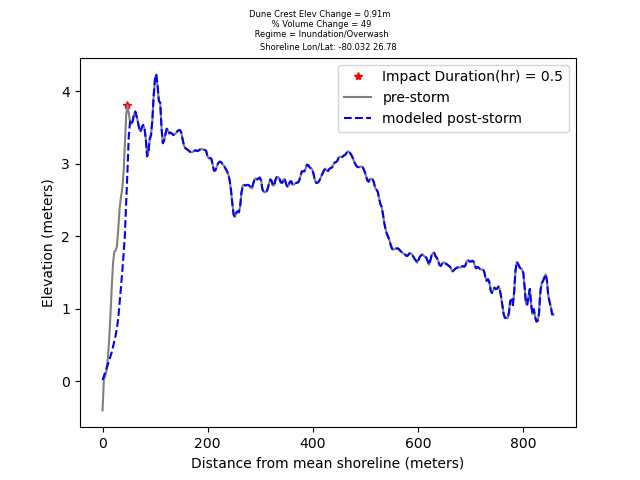 Dune Crest Elev Change = 0.91m
% Volume Change = 49
Regime = Inundation/Overwash
Shoreline Lon/Lat: -80.032 26.78
Impact Duration(hr) = 0.5
pre-storm
modeled post-storm
Elevation (meters)
4
3
2
1
0
0 200 400 600 800
Distance from mean shoreline (meters)